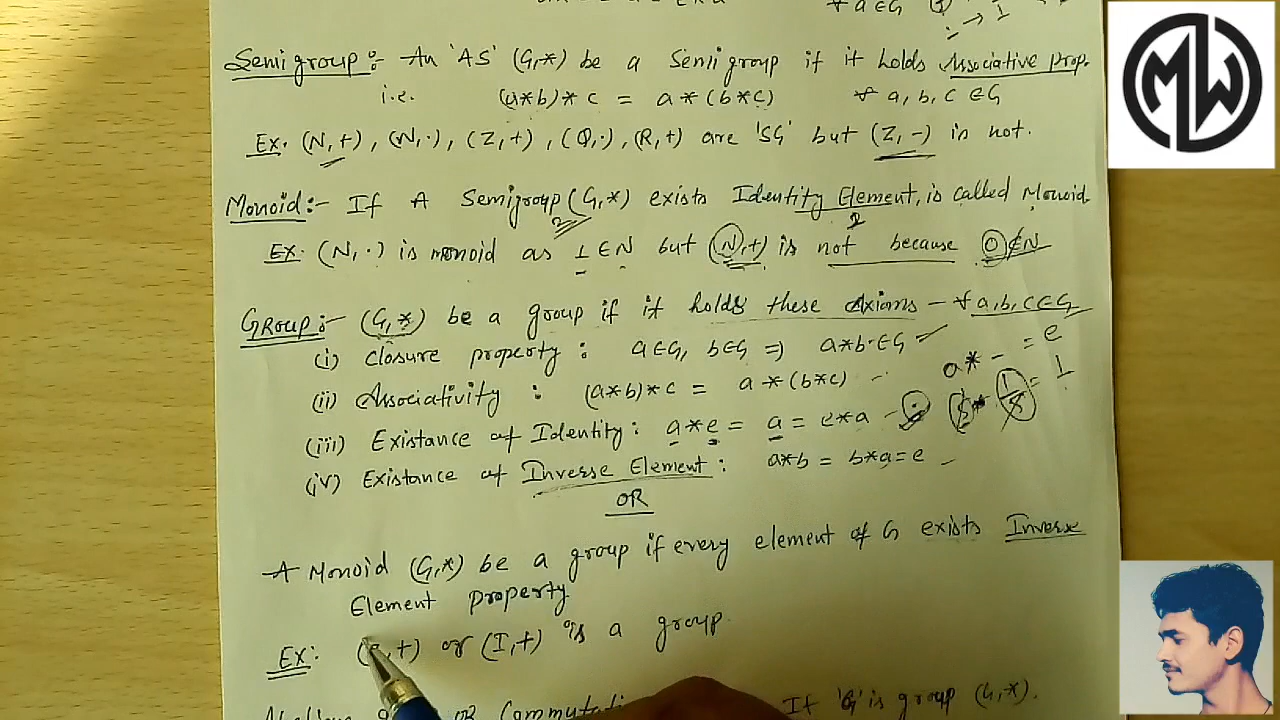 ∀ a∈G
Semigroup:- An 'AS' (G,*) be a Semigroup if it holds Associative Prop.
i.e. (a*b)*c = a*(b*c) ∀ a,b,c ∈G
Ex. (N,+), (N,·), (Z,+), (Q,·), (R,+) are 'SG' but (Z,-) is not.
Monoid:- If A Semigroup (G,*) exists Identity Element, is called Monoid.
Ex: (N,·) is monoid as 1 ∈N but (N,+) is not because 0∉N
Group:- (G,*) be a group if it holds these Axioms - ∀ a,b,c∈G
(i) Closure property: a∈G, b∈G => a*b∈G
a* - = e
(ii) Associativity : (a*b)*c = a*(b*c)
(iii) Existance of Identity: a*e = a = e*a
(iv) Existance of Inverse Element: a*b = b*a=e
OR
A Monoid (G,*) be a group if every element of G exists Inverse
Element property
Ex: ,+) or (I,+) is a group.
OR If 'G' is group (G,*).
MW